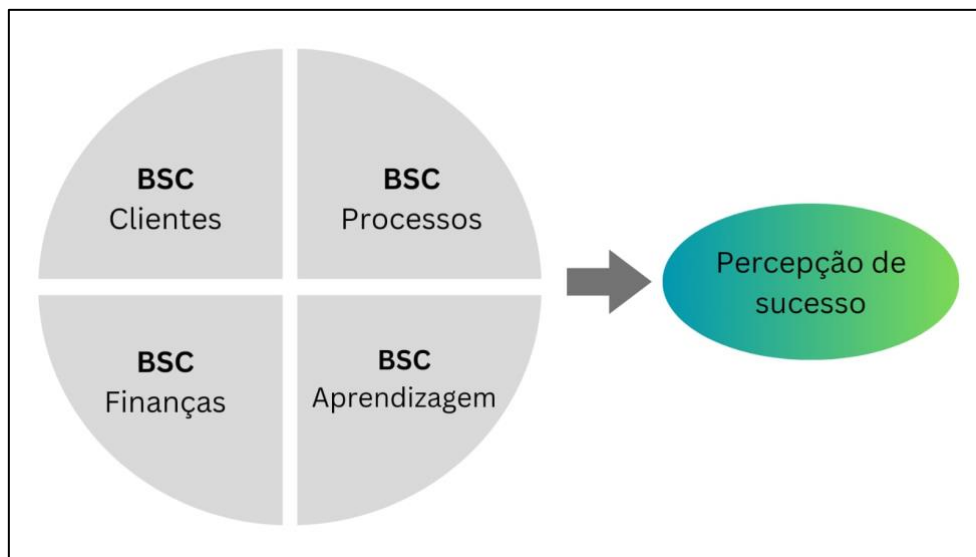 BSC
Clientes
BSC
Processos
BSC
Finanças
BSC
Aprendizagem
Percepção de
sucesso